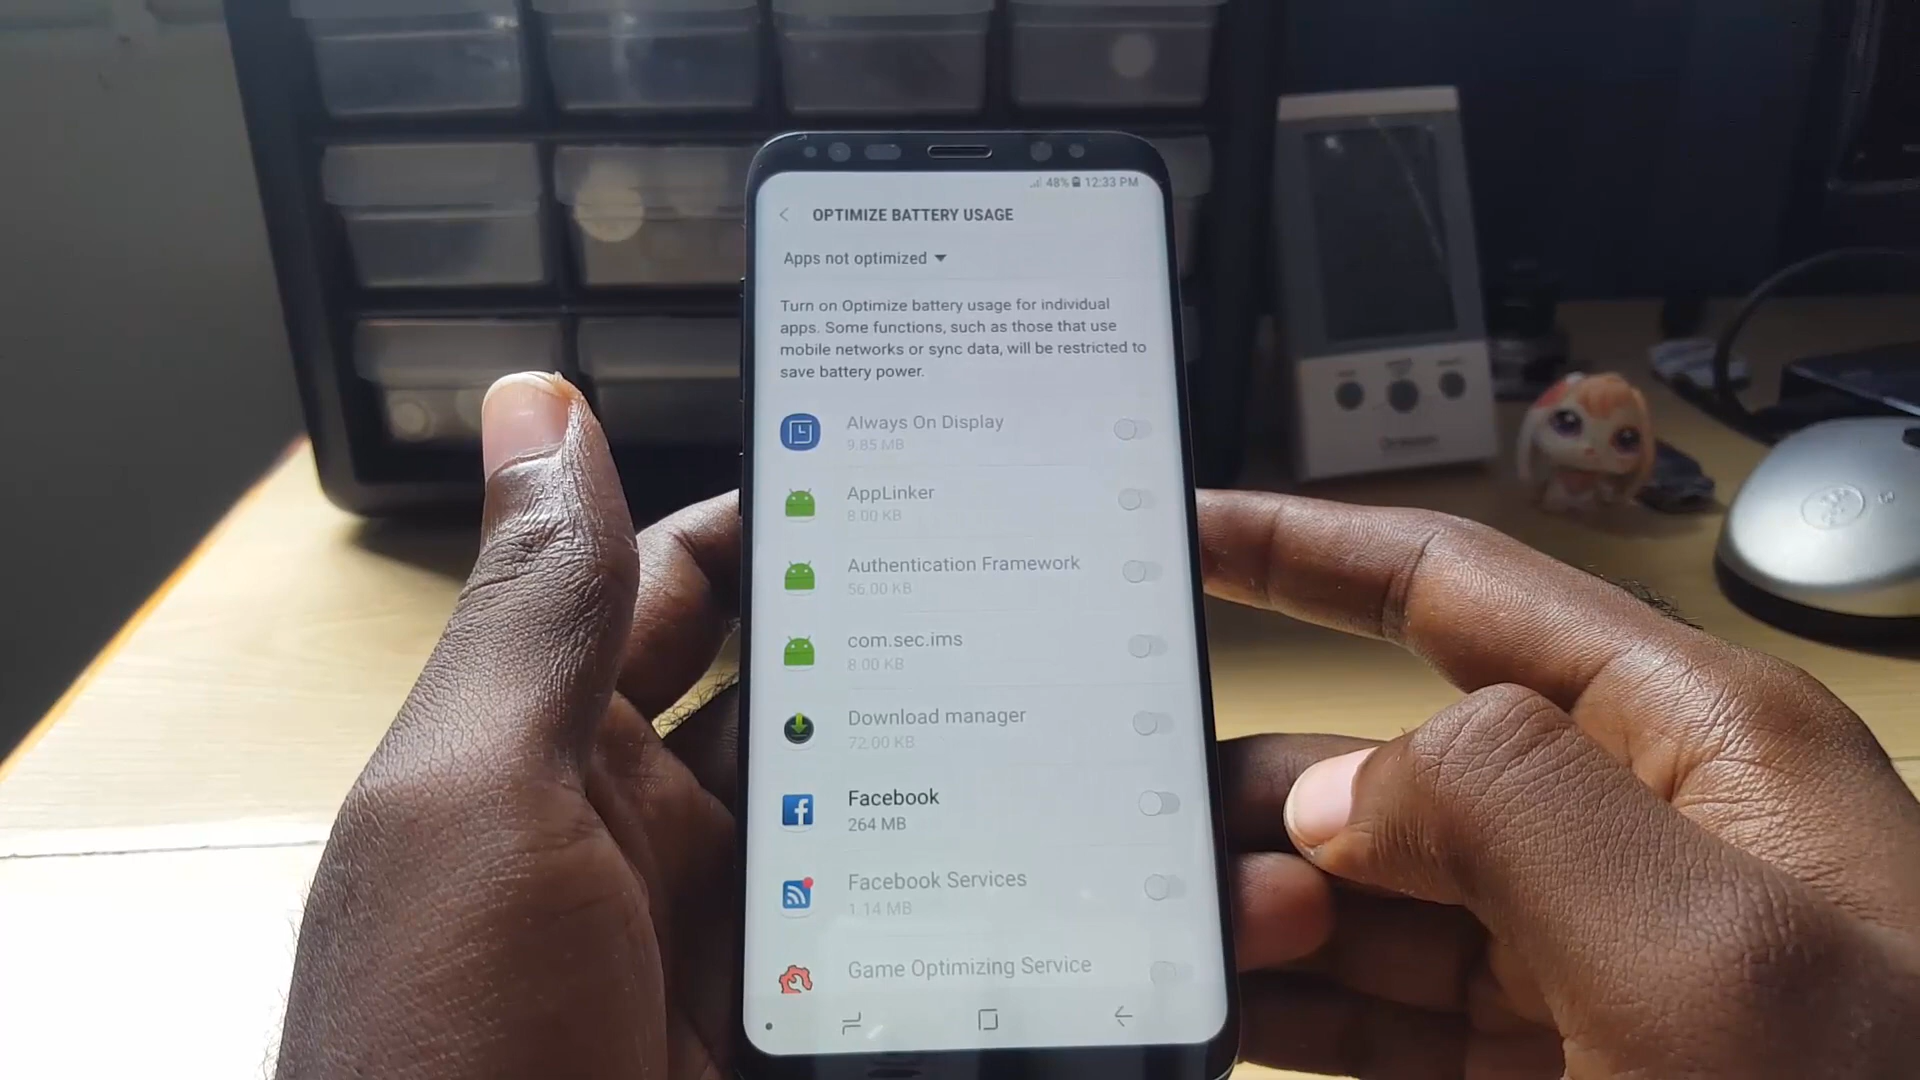 48% 12:33 PM
OPTIMIZE BATTERY USAGE
Apps not optimized
Turn on Optimize battery usage for individual
apps. Some functions, such as those that use
mobile networks or sync data, will be restricted to
save battery power.
Always On Display
9.85 MB
AppLinker
8.00 KB
Authentication Framework
56.00 KB
com.sec.ims
8.00 KB
Download manager
72.00 KB
Facebook
264 MB
Facebook Services
1.14 MB
Game Optimizing Service